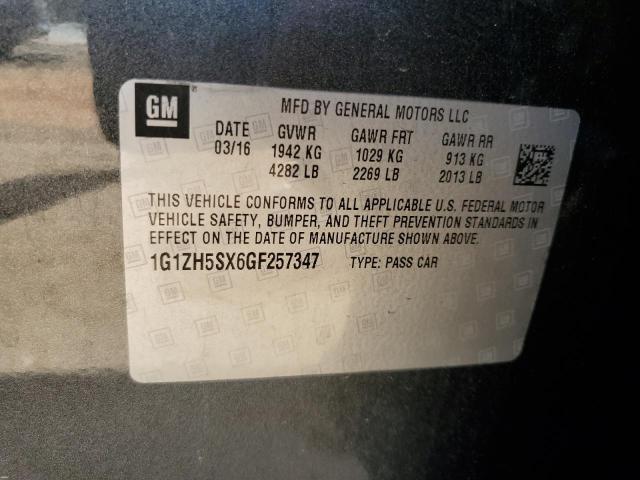 GM
MFD BY GENERAL MOTORS LLC
DATE GVWR GAWR FRT GAWR RR
03/16 1942 KG 1029 KG 913 KG
4282 LB 2269 LB 2013 LB
THIS VEHICLE CONFORMS TO ALL APPLICABLE U.S. FEDERAL MOTOR
VEHICLE SAFETY, BUMPER, AND THEFT PREVENTION STANDARDS IN
EFFECT ON THE DATE OF MANUFACTURE SHOWN ABOVE.
1G1ZH5SX6GF257347 TYPE: PASS CAR